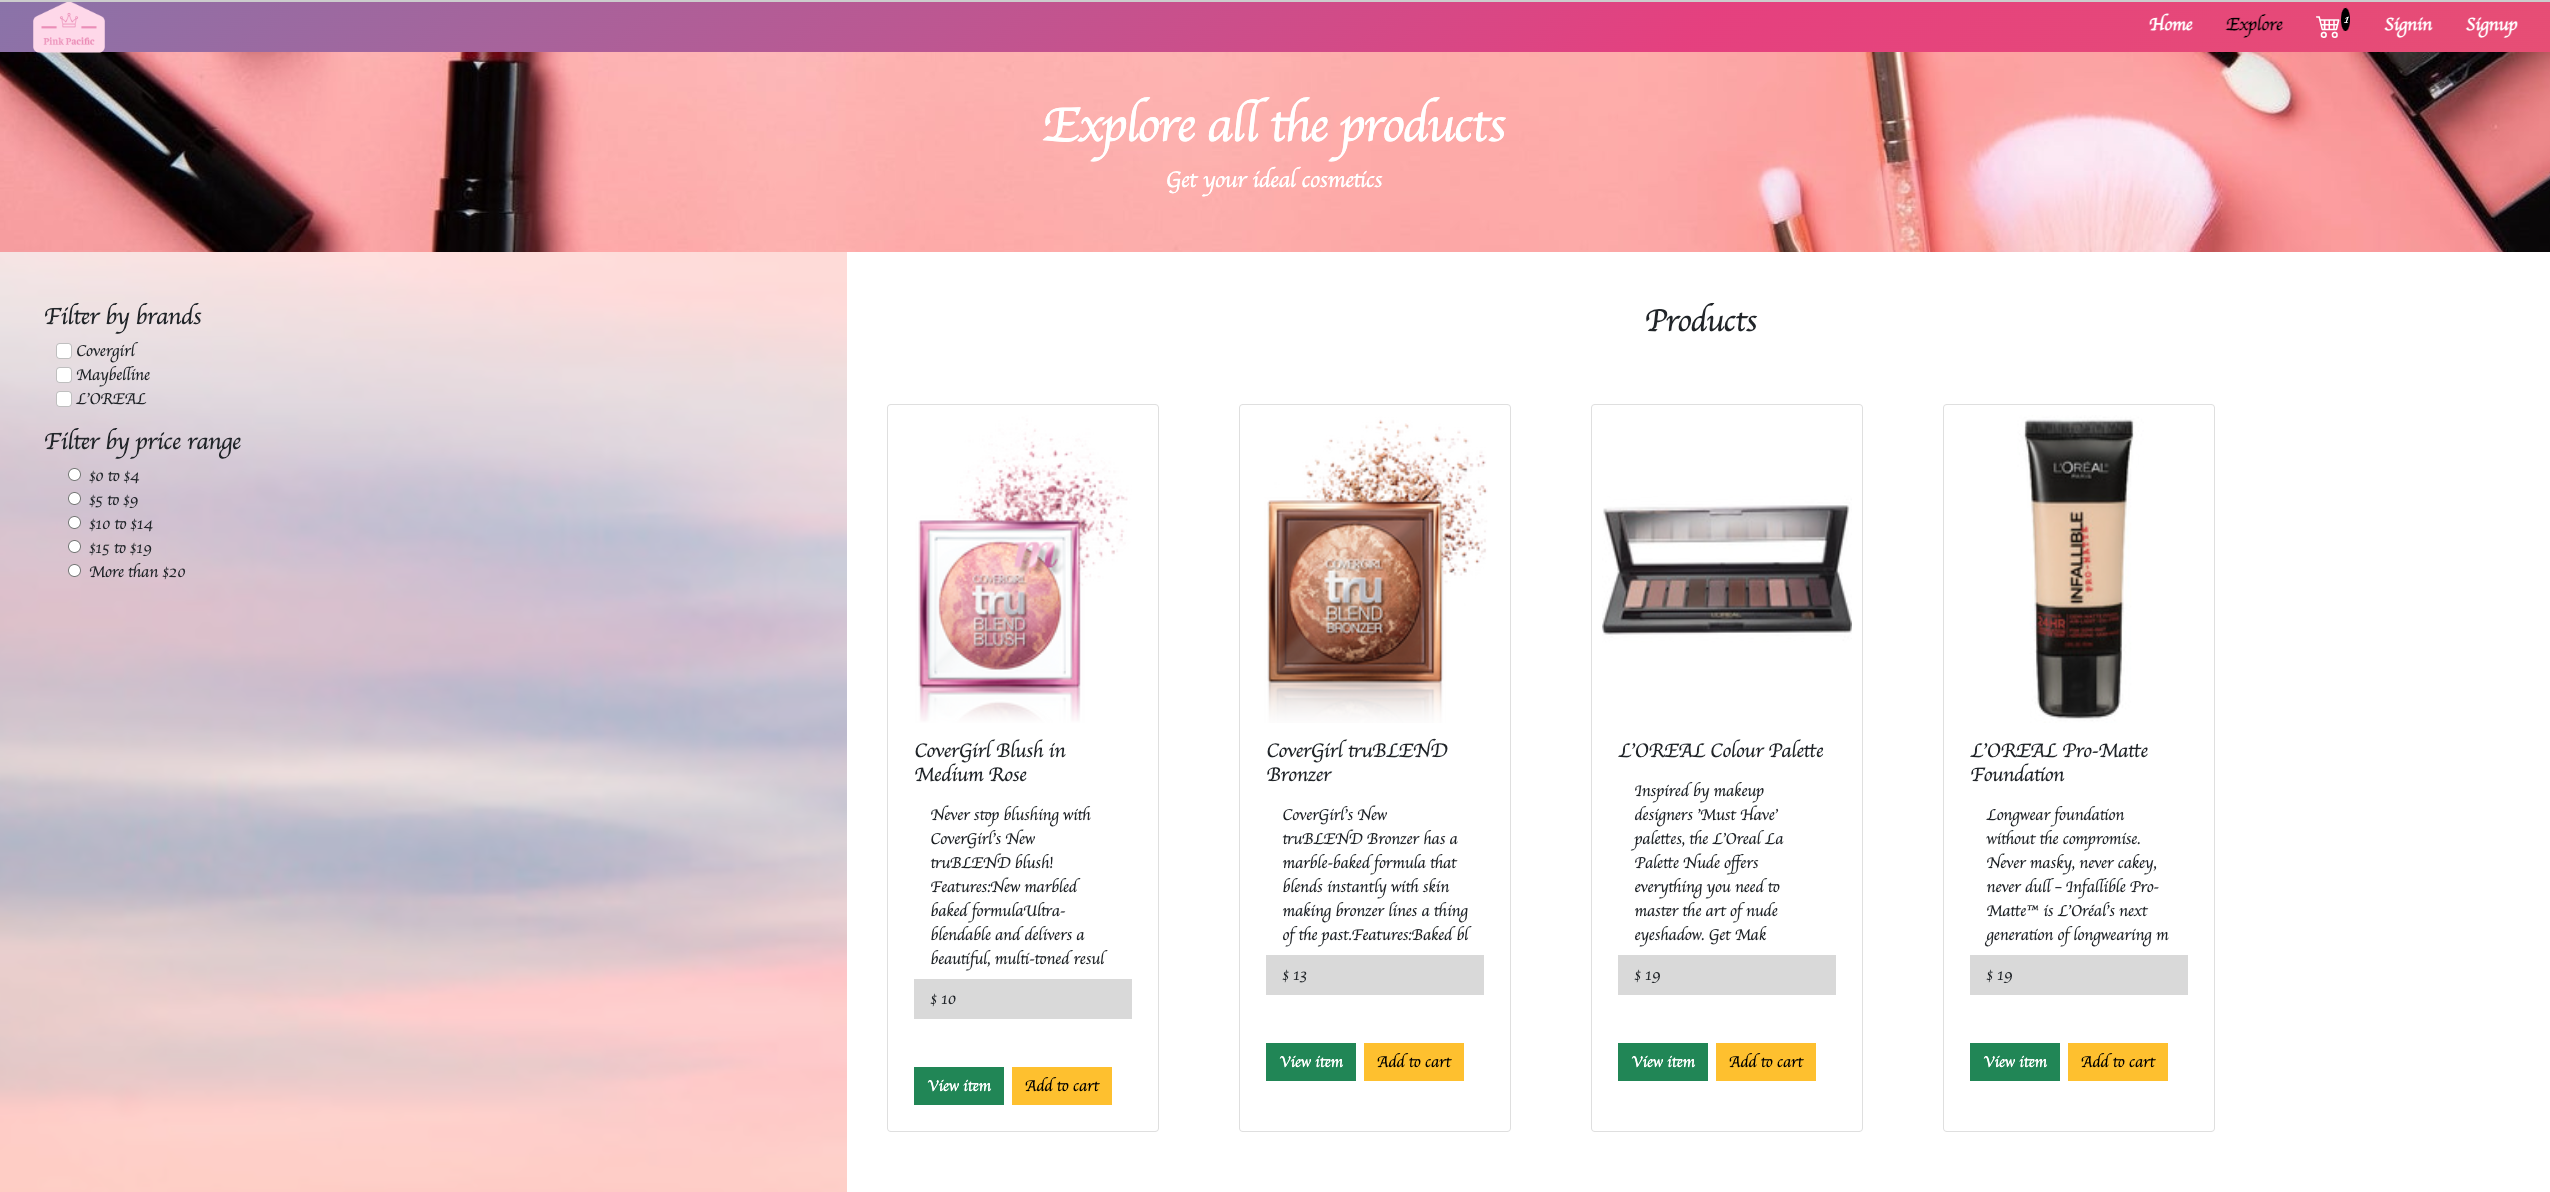 Pink Pacific
Home Explore 1 Signin Signup
Explore all the products
Get your ideal cosmetics
Filter by brands
Covergirl
Maybelline
L'OREAL
Filter by price range
$0 to $4
$5 to $9
$10 to $14
$15 to $19
More than $20
Products
COVERGIRL
tru
BLEND
BLUSH
CoverGirl Blush in
Medium Rose
Never stop blushing with
CoverGirl's New
truBLEND blush!
Features:New marbled
baked formulaUltra-
blendable and delivers a
beautiful, multi-toned resul
$ 10
View item Add to cart
COVERGIRL
tru
BLEND
BRONZER
CoverGirl truBLEND
Bronzer
CoverGirl's New
truBLEND Bronzer has a
marble-baked formula that
blends instantly with skin
making bronzer lines a thing
of the past.Features:Baked bl
$ 13
View item Add to cart
L'OREAL Colour Palette
Inspired by makeup
designers 'Must Have'
palettes, the L'Oreal La
Palette Nude offers
everything you need to
master the art of nude
eyeshadow. Get Mak
$ 19
View item Add to cart
L'ORÉAL
PARIS
INFALLIBLE
PRO-MATTE
24HR
L'OREAL Pro-Matte
Foundation
Longwear foundation
without the compromise.
Never masky, never cakey,
never dull – Infallible Pro-
Matte™ is L'Oréal's next
generation of longwearing m
$ 19
View item Add to cart